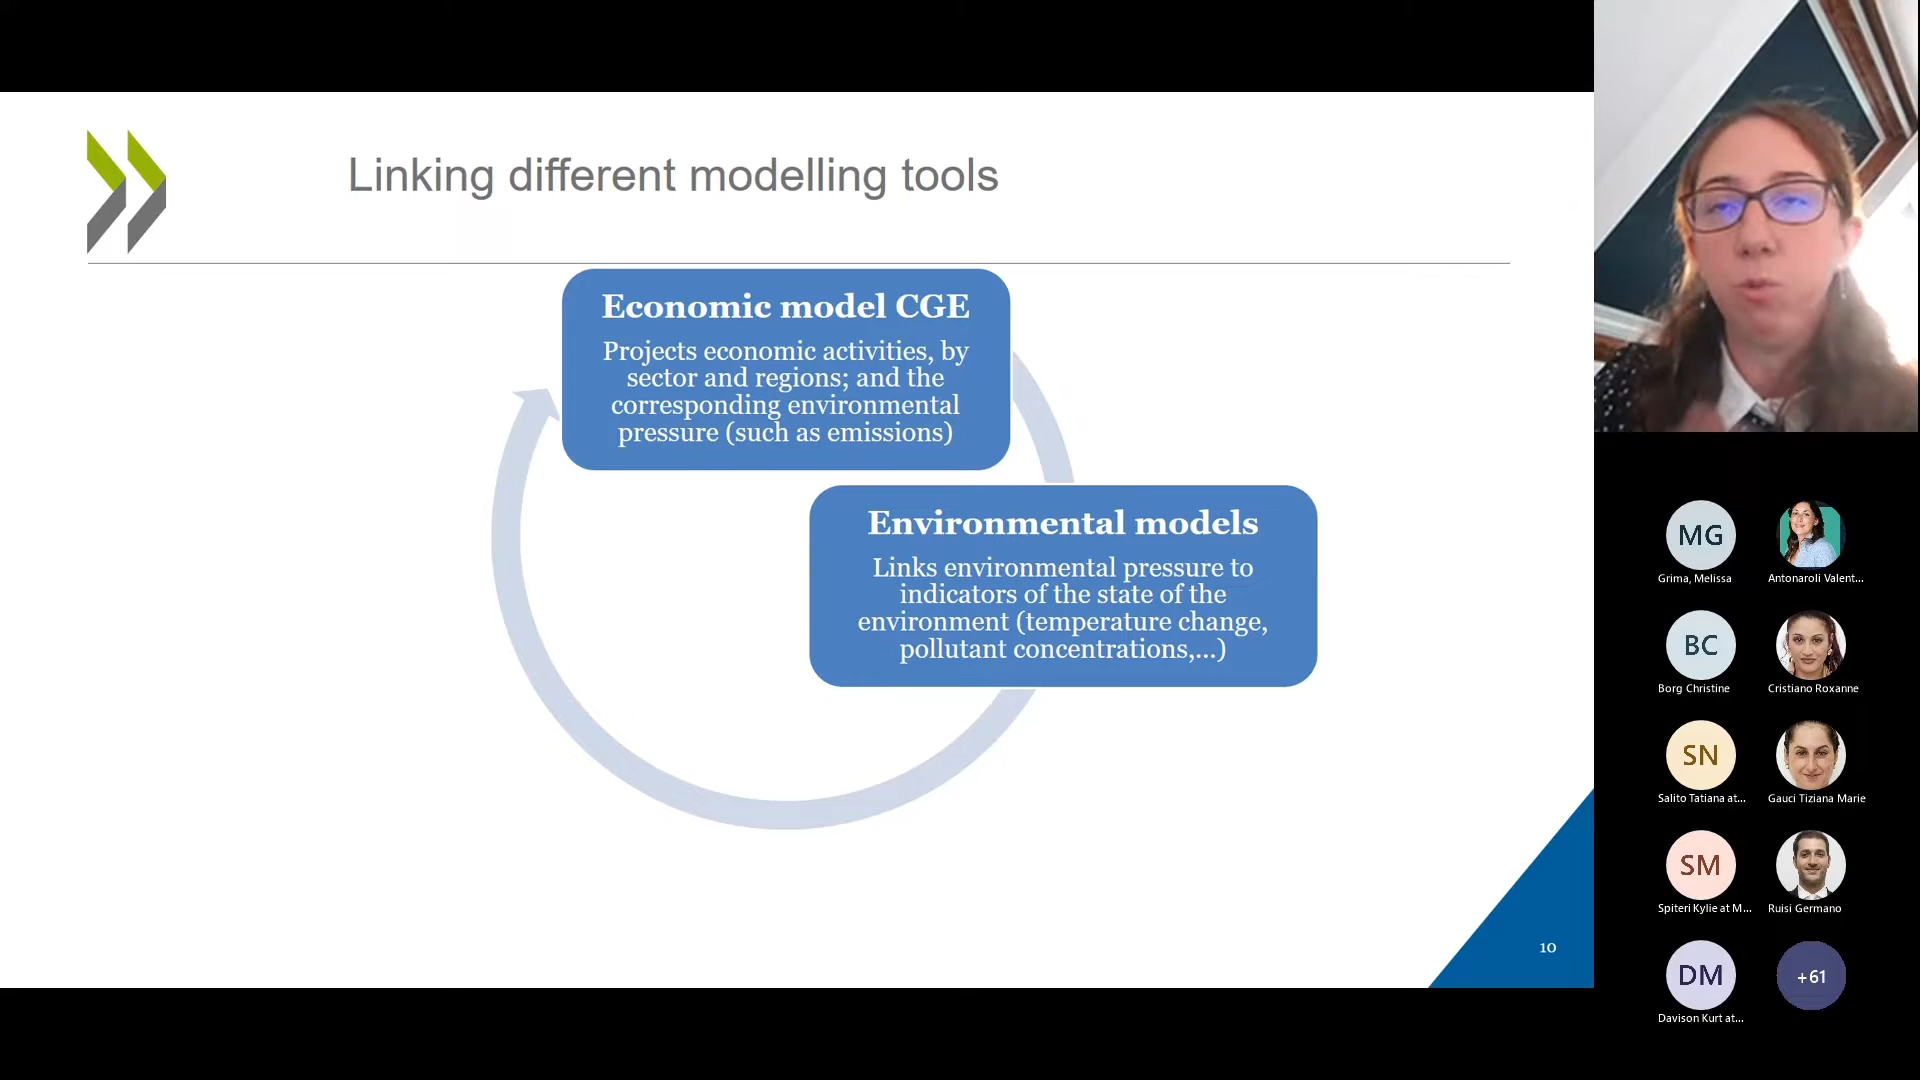 Linking different modelling tools
Economic model CGE
Projects economic activities, by
sector and regions; and the
corresponding environmental
pressure (such as emissions)
Environmental models
Links environmental pressure to
indicators of the state of the
environment (temperature change,
pollutant concentrations,...)
10
MG
Grima, Melissa
Antonaroli Valent...
BC
Borg Christine
Cristiano Roxanne
SN
Salito Tatiana at...
Gauci Tiziana Marie
SM
Spiteri Kylie at M...
Ruisi Germano
DM
Davison Kurt at...
+61